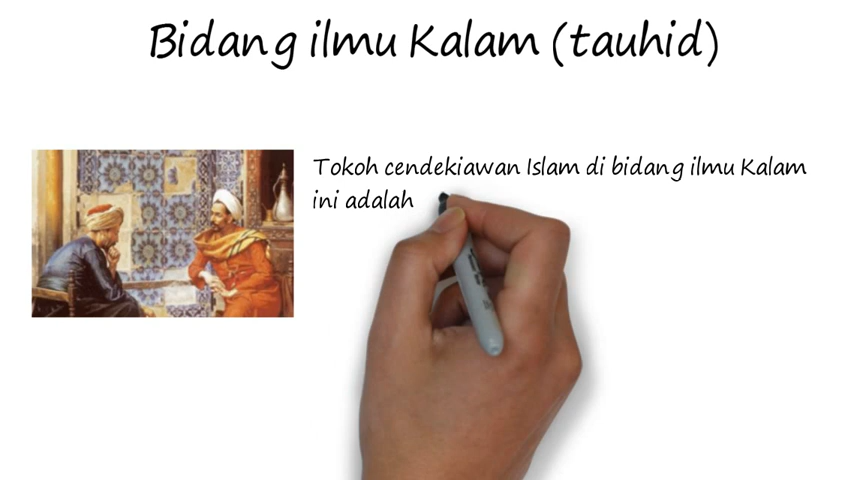 Bidang ilmu Kalam (tauhid)
Tokoh cendekiawan Islam di bidang ilmu Kalam
ini adalah